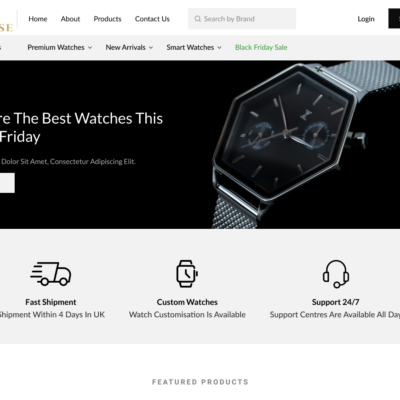 SE
Home About Products Contact Us Search by Brand Login
Premium Watches New Arrivals Smart Watches Black Friday Sale
re The Best Watches This
Friday
Dolor Sit Amet, Consectetur Adipiscing Elit.
Fast Shipment Custom Watches Support 24/7
Shipment Within 4 Days In UK Watch Customisation Is Available Support Centres Are Available All Day
FEATURED PRODUCTS